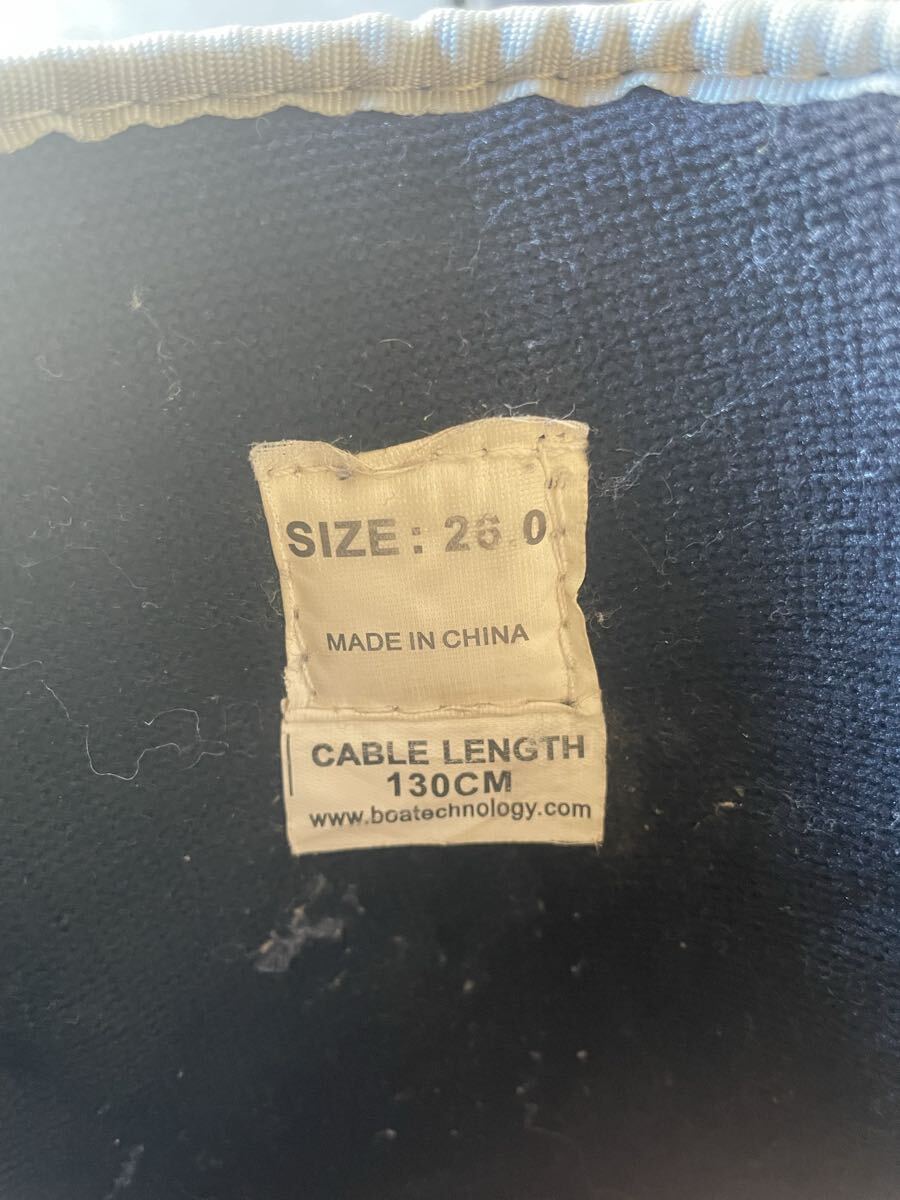 SIZE: 26.0
MADE IN CHINA
CABLE LENGTH
130CM
www.boatechnology.com